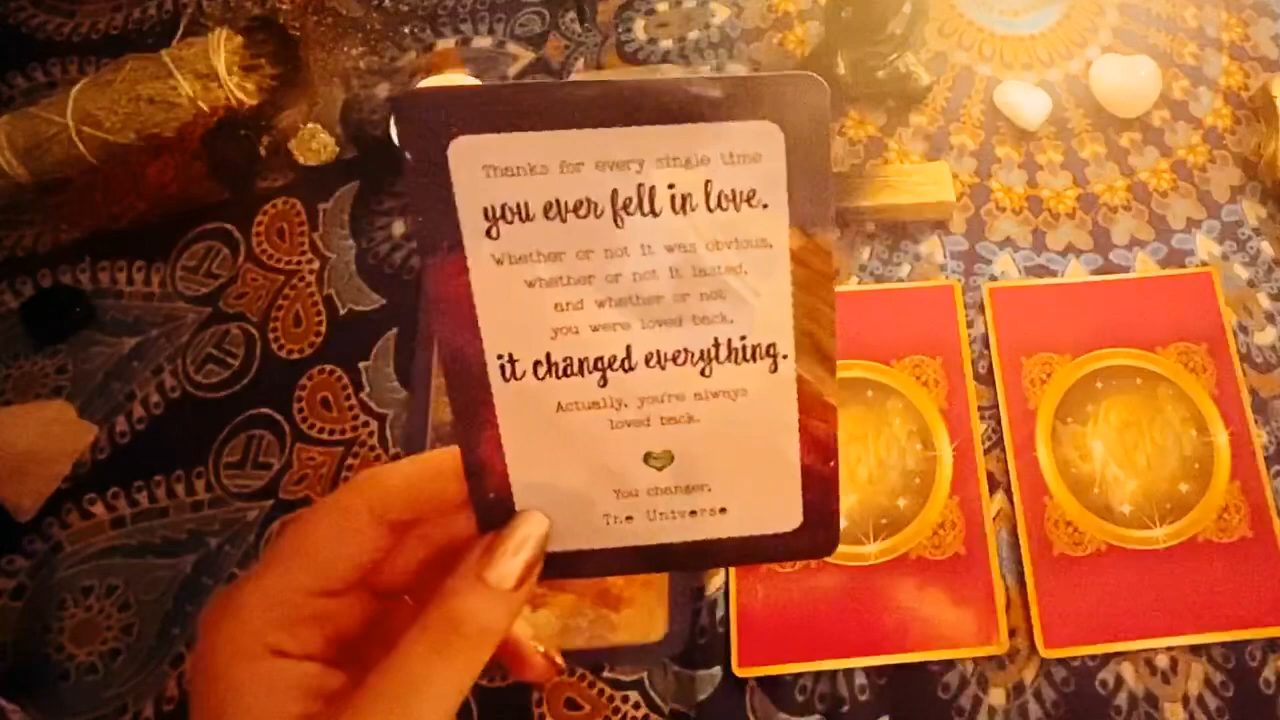 Thanks for every single time
you ever fell in love.
Whether or not it was obvious,
whether or not it lasted,
and whether or not
you were loved back,
it changed everything.
Actually, you're always
loved back.
You changer,
The Universe